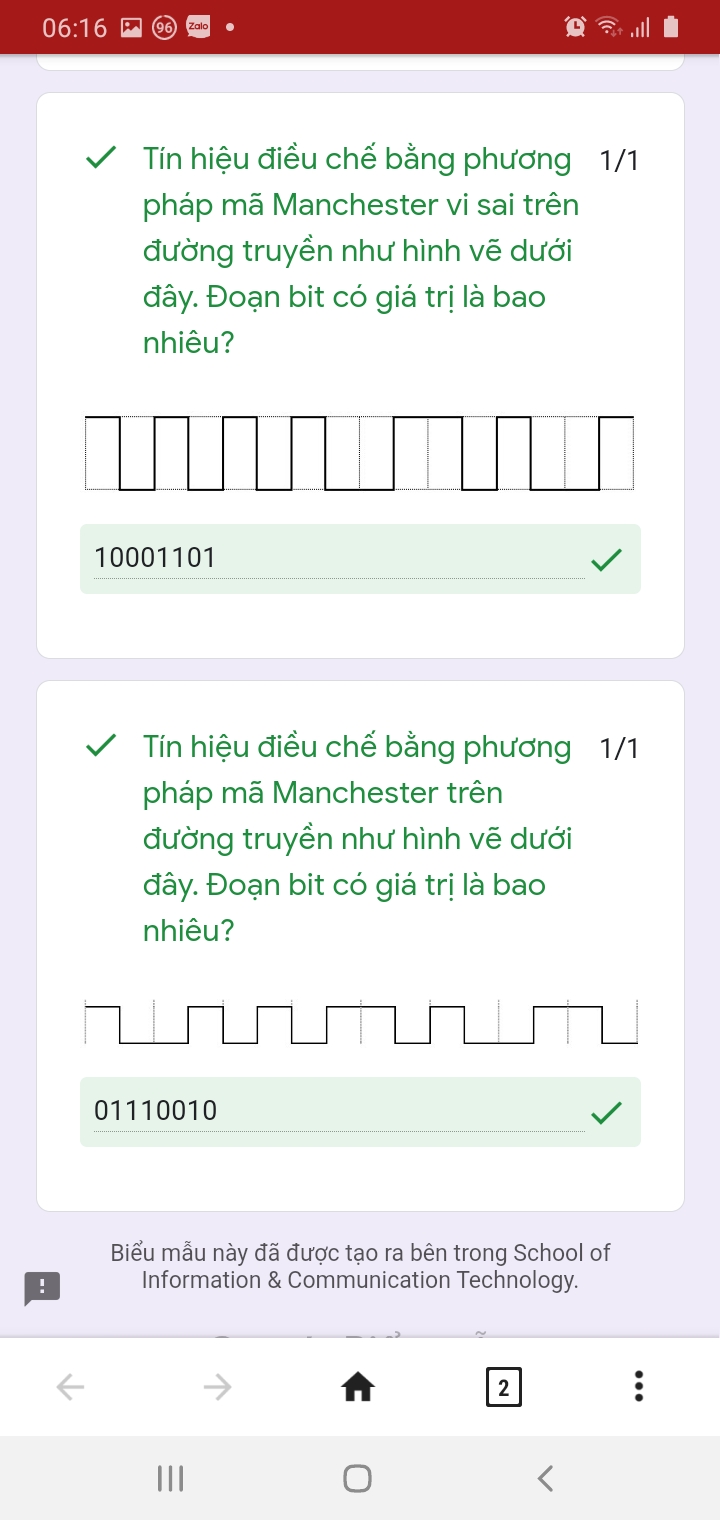 06:16 96 Zalo
Tín hiệu điều chế bằng phương 1/1
pháp mã Manchester vi sai trên
đường truyền như hình vẽ dưới
đây. Đoạn bit có giá trị là bao
nhiêu?
10001101
Tín hiệu điều chế bằng phương 1/1
pháp mã Manchester trên
đường truyền như hình vẽ dưới
đây. Đoạn bit có giá trị là bao
nhiêu?
01110010
Biểu mẫu này đã được tạo ra bên trong School of
Information & Communication Technology.
2